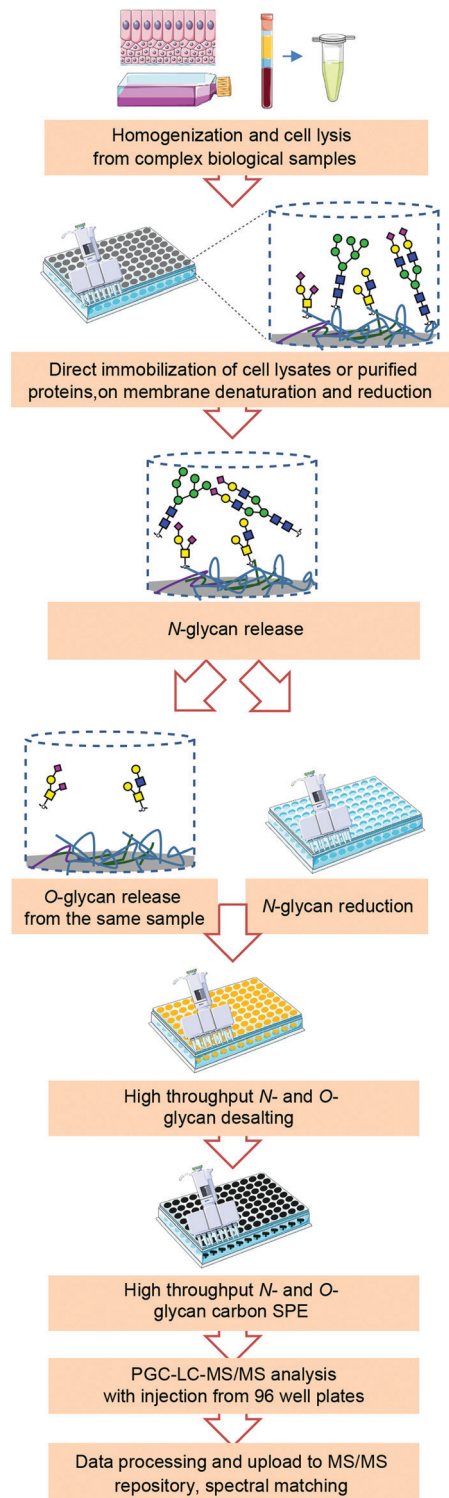 Homogenization and cell lysis
from complex biological samples
Direct immobilization of cell lysates or purified
proteins,on membrane denaturation and reduction
N-glycan release
O-glycan release
from the same sample
N-glycan reduction
High throughput N- and O-
glycan desalting
High throughput N- and O-
glycan carbon SPE
PGC-LC-MS/MS analysis
with injection from 96 well plates
Data processing and upload to MS/MS
repository, spectral matching